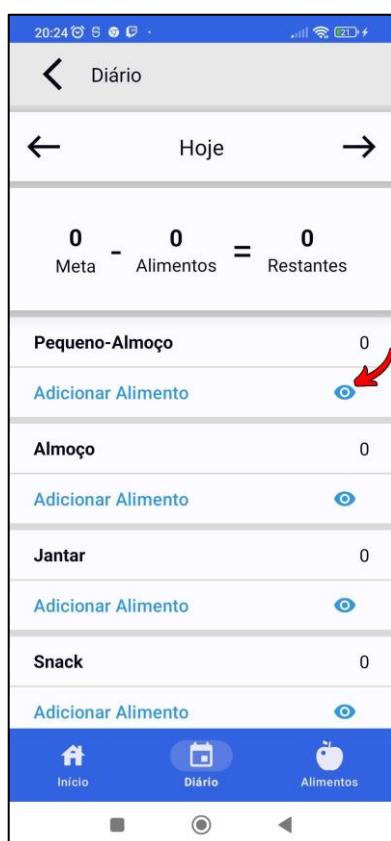 20:24
21
Diário
Hoje
0 - 0 = 0
Meta Alimentos Restantes
Pequeno-Almoço 0
Adicionar Alimento
Almoço 0
Adicionar Alimento
Jantar 0
Adicionar Alimento
Snack 0
Adicionar Alimento
Início Diário Alimentos